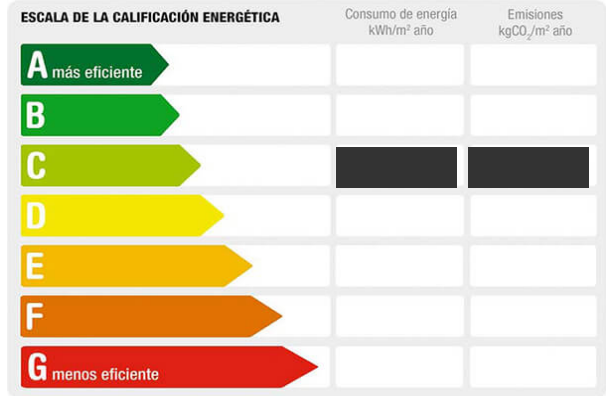 ESCALA DE LA CALIFICACIÓN ENERGÉTICA
Consumo de energía
kWh/m² año
Emisiones
kgCO₂/m² año
A más eficiente
B
C
D
E
F
G menos eficiente